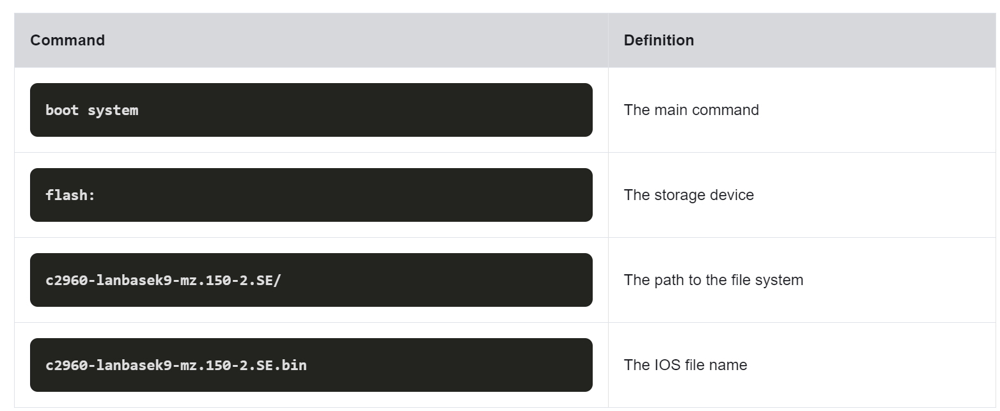 Command Definition
boot system The main command
flash: The storage device
c2960-lanbasek9-mz.150-2.SE/ The path to the file system
c2960-lanbasek9-mz.150-2.SE.bin The IOS file name